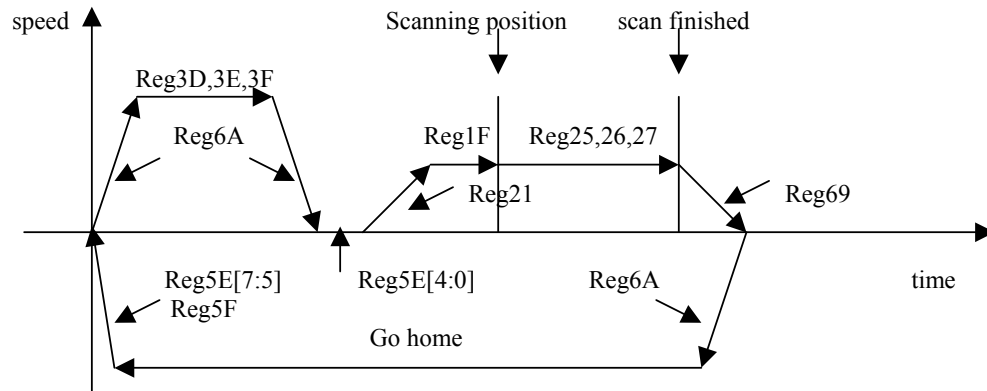 speed
Scanning position
scan finished
Reg3D,3E,3F
Reg6A
Reg1F
Reg25,26,27
Reg21
Reg69
Reg5E[7:5]
Reg5F
Reg5E[4:0]
Reg6A
time
Go home